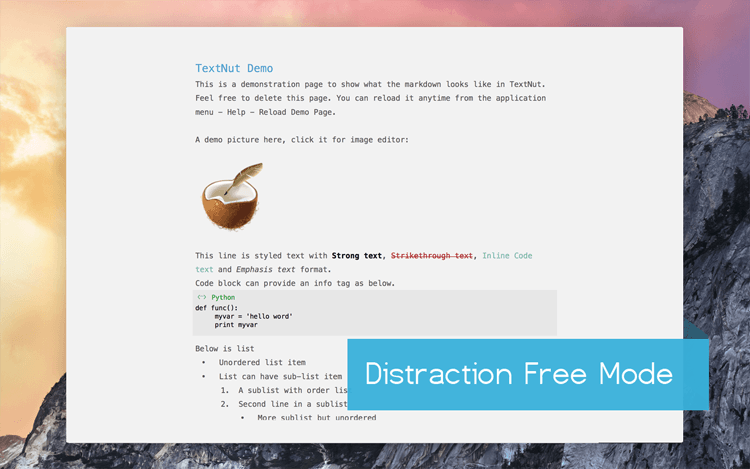 TextNut Demo
This is a demonstration page to show what the markdown looks like in TextNut.
Feel free to delete this page. You can reload it anytime from the application
menu - Help - Reload Demo Page.
A demo picture here, click it for image editor:
This line is styled text with Strong text, Strikethrough text, Inline Code
text and Emphasis text format.
Code block can provide an info tag as below.
<·> Python
def func():
myvar = 'hello word'
print myvar
Below is list
• Unordered list item
• List can have sub-list item
1. A sublist with order lis
2. Second line in a sublist
• More sublist but unordered
Distraction Free Mode